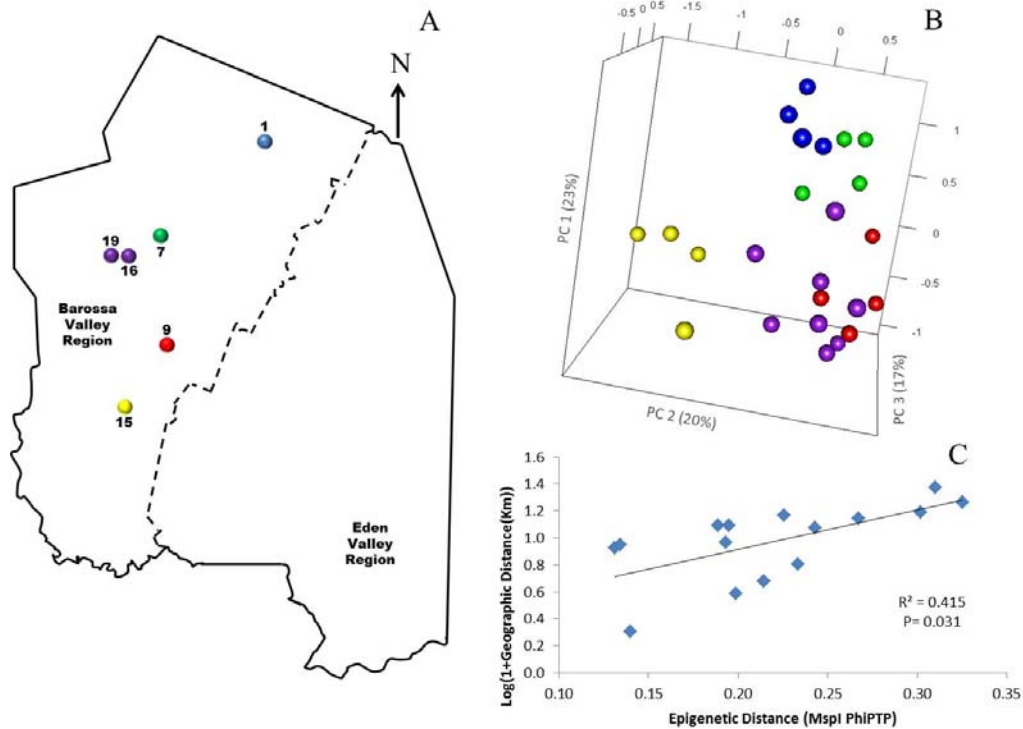 A
N
1
7
19
16
Barossa
Valley
Region
9
15
Eden
Valley
Region
B
-0.5 0 0.5 -1.5 -1 -0.5 0 0.5
1
0.5
0
-0.5
-1
PC 1 (23%)
PC 2 (20%)
PC 3 (17%)
C
Log(1+Geographic Distance(Km))
1.6
1.4
1.2
1.0
0.8
0.6
0.4
0.2
0.0
R² = 0.415
P= 0.031
0.10 0.15 0.20 0.25 0.30 0.35
Epigenetic Distance (MspI PhiPTP)